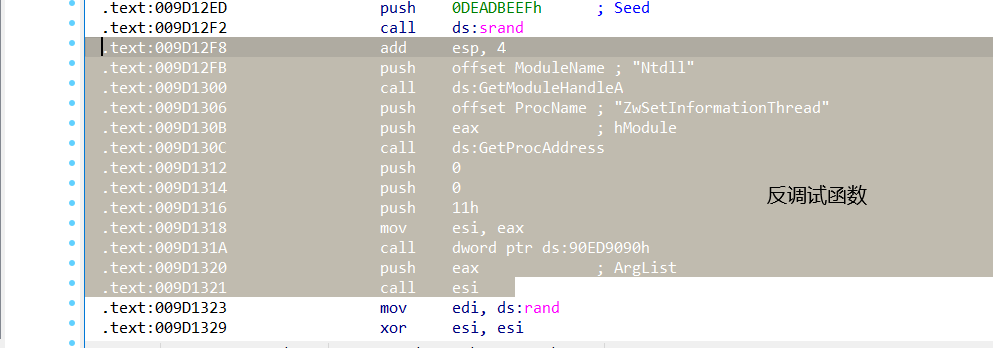 .text:009D12ED push 0DEADBEEFh ; Seed
.text:009D12F2 call ds:srand
.text:009D12F8 add esp, 4
.text:009D12FB push offset ModuleName ; "Ntdll"
.text:009D1300 call ds:GetModuleHandleA
.text:009D1306 push offset ProcName ; "ZwSetInformationThread"
.text:009D130B push eax ; hModule
.text:009D130C call ds:GetProcAddress
.text:009D1312 push 0
.text:009D1314 push 0
.text:009D1316 push 11h
反调试函数
.text:009D1318 mov esi, eax
.text:009D131A call dword ptr ds:90ED9090h
.text:009D1320 push eax ; ArgList
.text:009D1321 call esi
.text:009D1323 mov edi, ds:rand
.text:009D1329 xor esi, esi